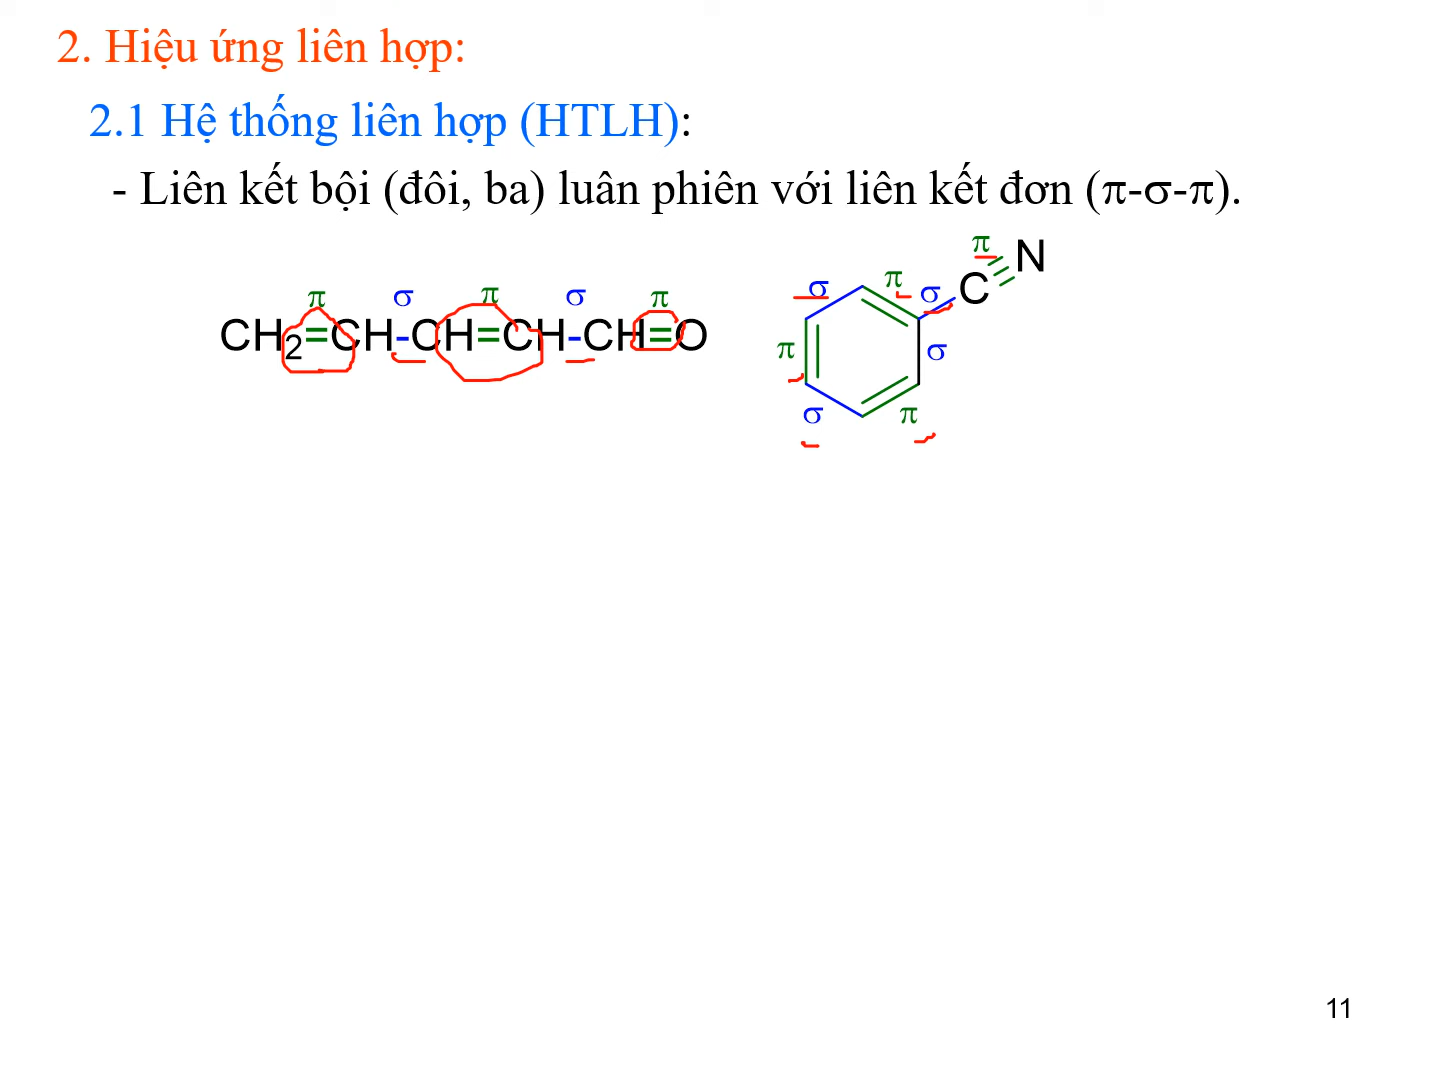 2. Hiệu ứng liên hợp:
2.1 Hệ thống liên hợp (HTLH):
- Liên kết bội (đôi, ba) luân phiên với liên kết đơn (π-σ-π).
π σ π σ π
CH2=CH-CH=CH-CH=O
π N
σ π σ C
π σ
σ π
11